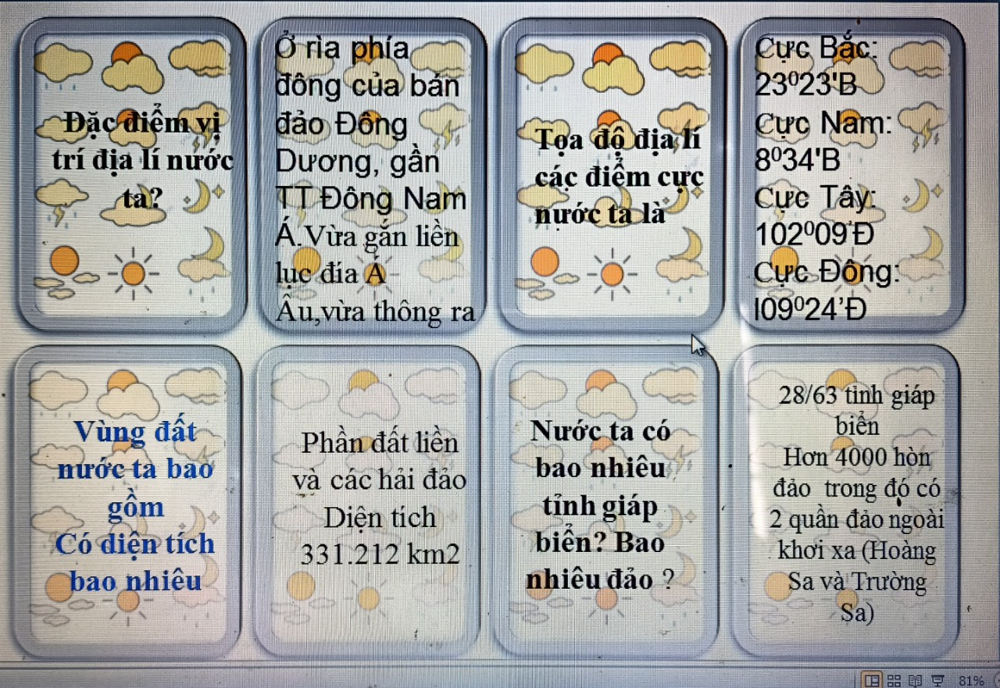 Đặc điểm vị
trí địa lí nước
ta?
Ở rìa phía
đông của bán
đảo Đông
Dương, gần
TT Đông Nam
Á.Vừa gắn liền
lục đía Á
Âu,vừa thông ra
Tọa độ địa lí
các điểm cực
nước ta là
Cực Bắc:
23⁰23'B
Cực Nam:
8⁰34'B
Cực Tây:
102⁰09'Đ
Cực Đông:
l09⁰24'Đ
Vùng đất
nước ta bao
gồm
Có diện tích
bao nhiêu
Phần đất liền
và các hải đảo
Diện tích
331.212 km2
Nước ta có
bao nhiêu
tỉnh giáp
biển? Bao
nhiêu đảo ?
28/63 tỉnh giáp
biển
Hơn 4000 hòn
đảo trong đó có
2 quần đảo ngoài
khơi xa (Hoàng
Sa và Trường
Sa)
81%